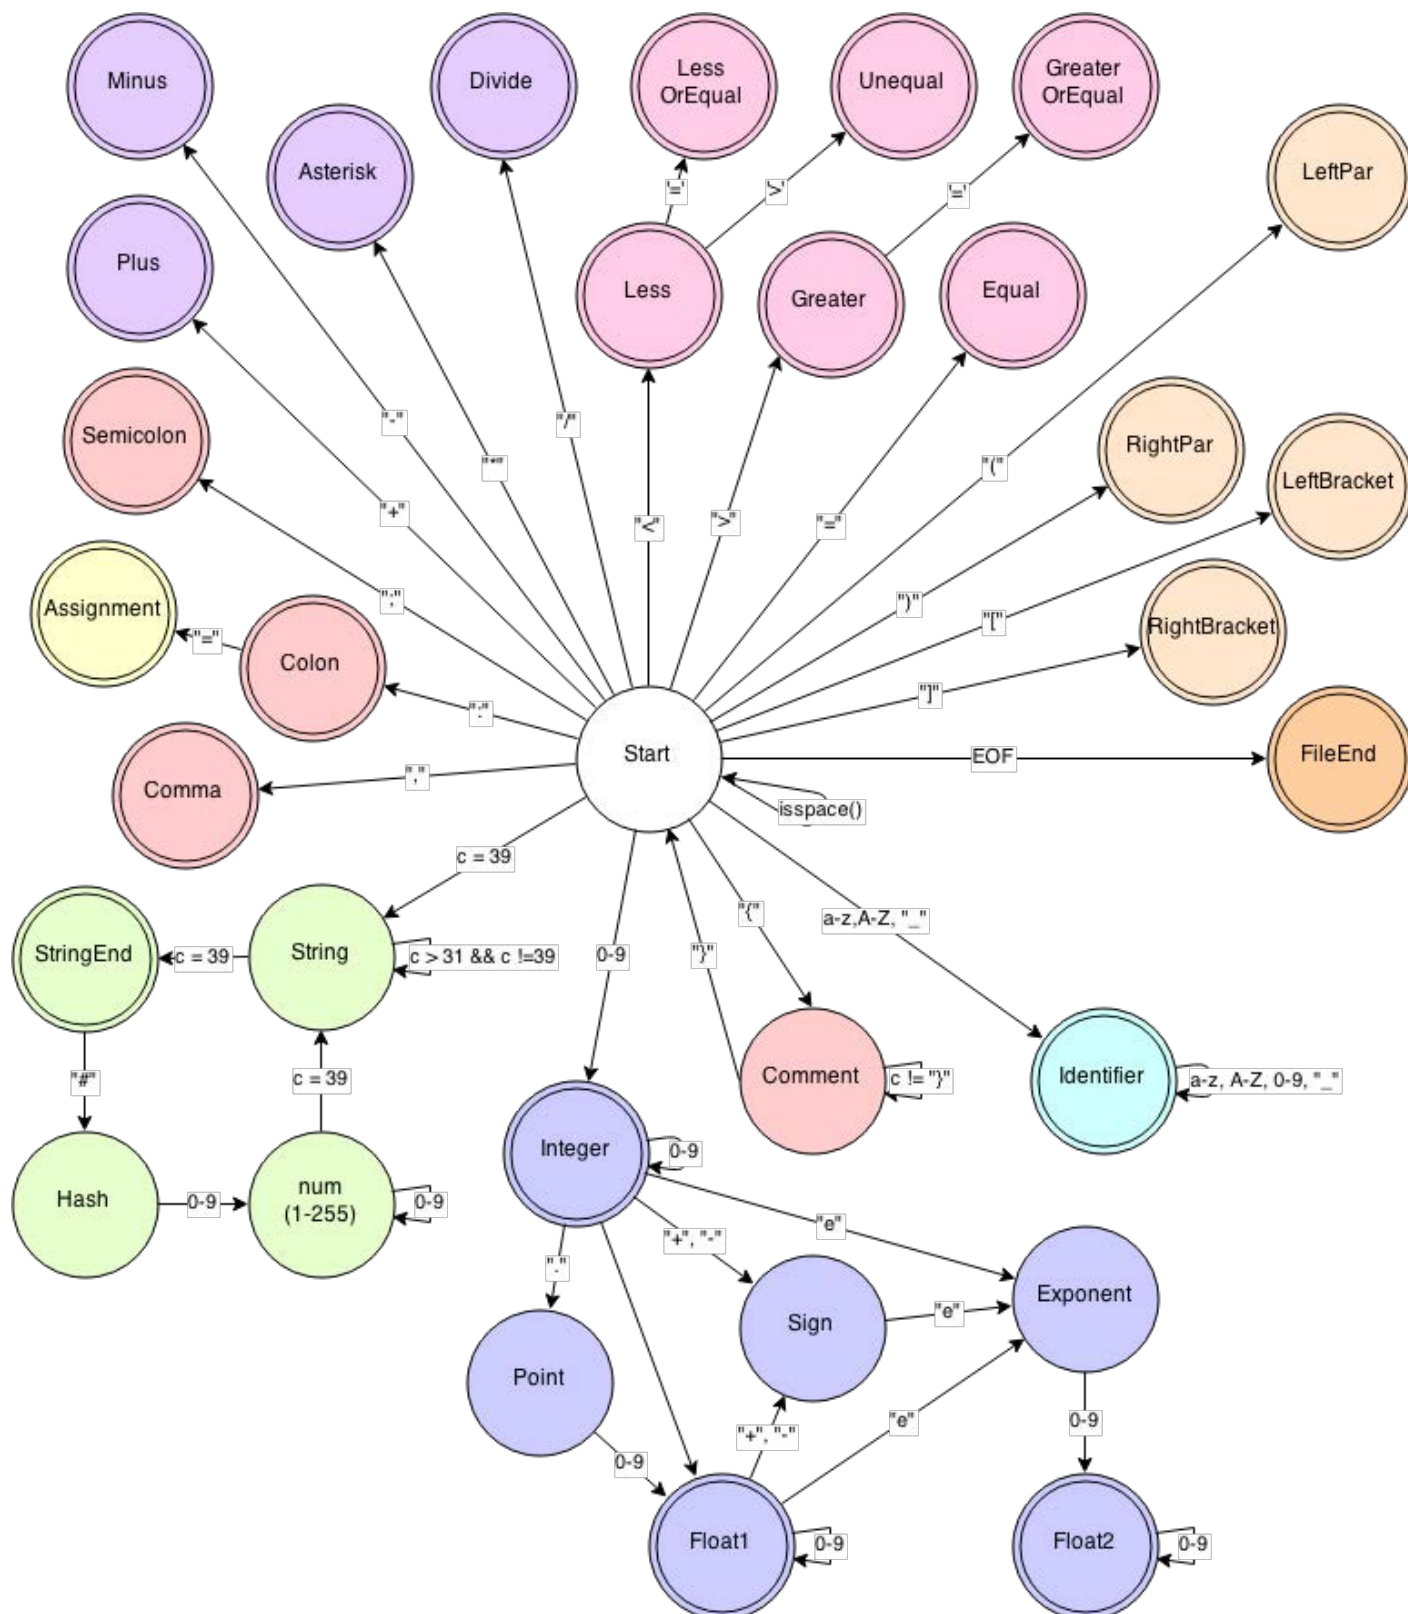 Minus
Divide
Less
OrEqual
Unequal
Greater
OrEqual
Asterisk
LeftPar
'='
'>'
'='
Plus
Less
Greater
Equal
"-"
"/"
Semicolon
RightPar
"*"
"("
LeftBracket
"+"
"<"
">"
"="
";"
")"
Assignment
"["
RightBracket
"="
Colon
"]"
":"
Start
EOF
FileEnd
Comma
","
isspace()
c = 39
"{"
a-z,A-Z, "_"
StringEnd
c = 39
String
c > 31 && c !=39
0-9
"}"
"#"
c = 39
Comment
c != "}"
Identifier
a-z, A-Z, 0-9, "_"
Integer
0-9
Hash
0-9
num
(1-255)
0-9
"+", "-"
"e"
"."
Sign
"e"
Exponent
Point
"+", "-"
"e"
0-9
0-9
Float1
0-9
Float2
0-9